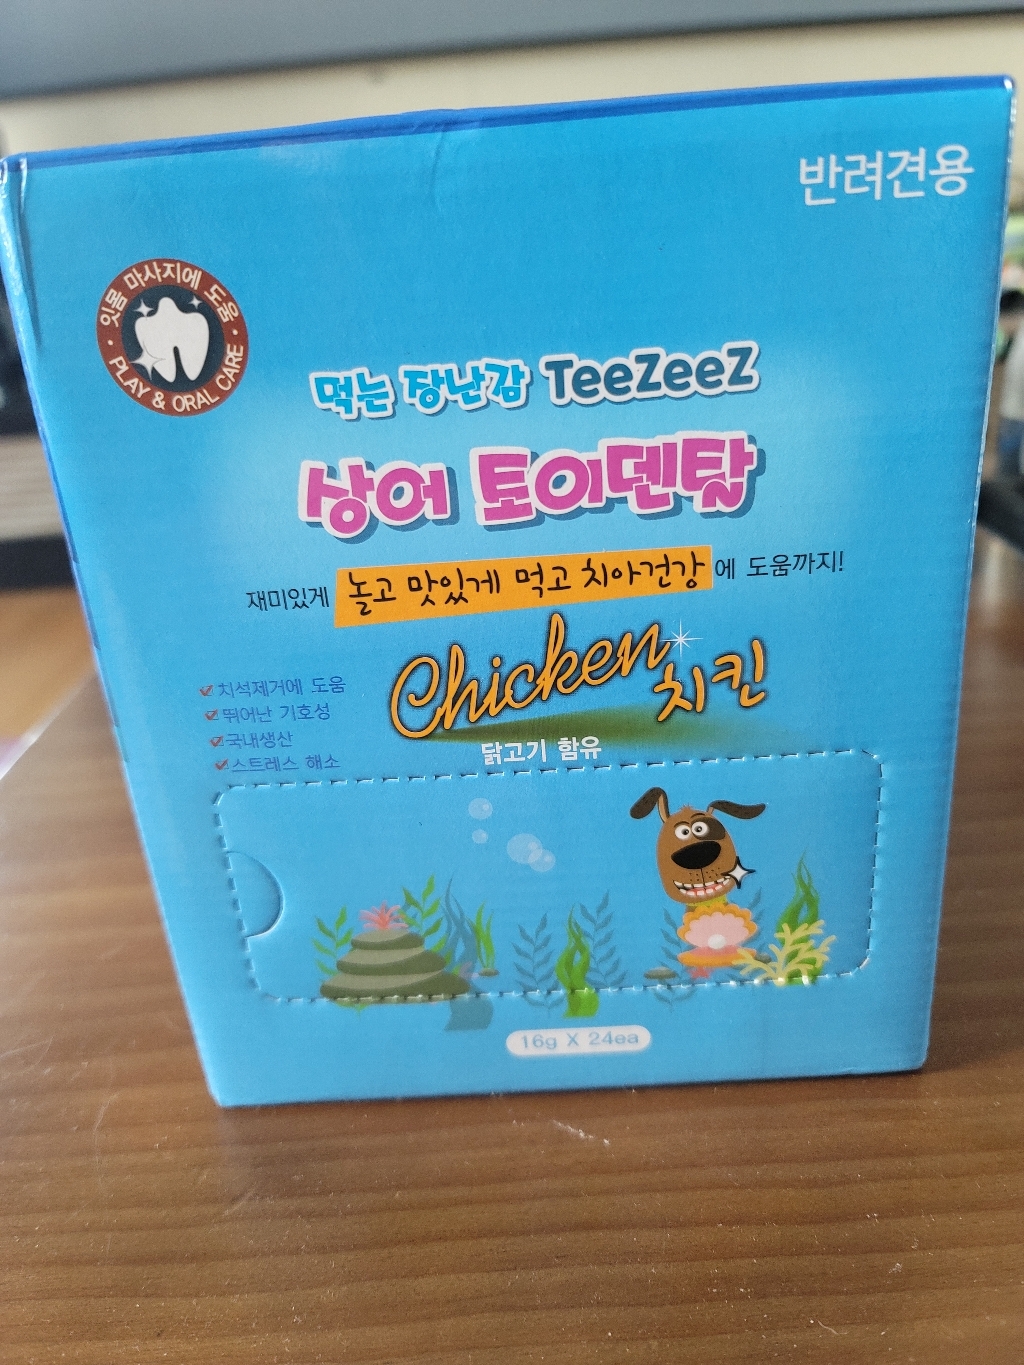 반려견용
잇몸 마사지에 도움
PLAY & ORAL CARE
먹는 장난감 TeeZeeZ
상어 토이덴탈
재미있게 놀고 맛있게 먹고 치아건강에 도움까지!
Chicken
치킨
닭고기 함유
치석제거에 도움
뛰어난 기호성
국내생산
스트레스 해소
16g X 24ea